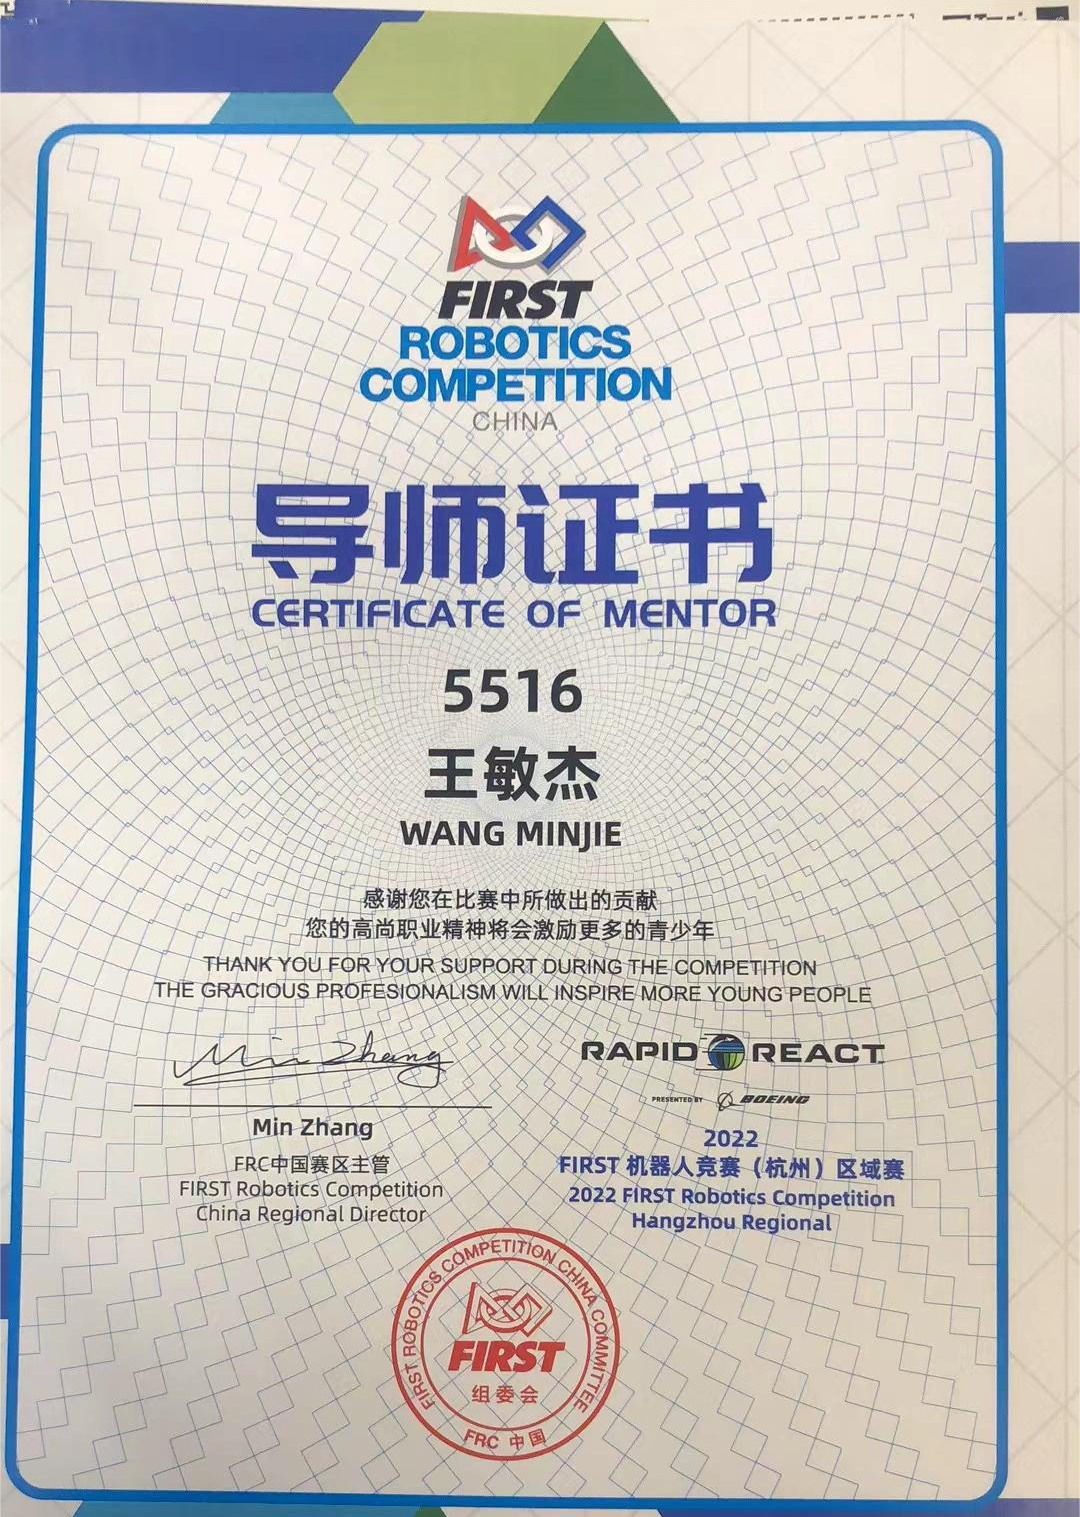 FIRST
ROBOTICS
COMPETITION
CHINA
导师证书
CERTIFICATE OF MENTOR
5516
王敏杰
WANG MINJIE
感谢您在比赛中所做出的贡献
您的高尚职业精神将会激励更多的青少年
THANK YOU FOR YOUR SUPPORT DURING THE COMPETITION
THE GRACIOUS PROFESIONALISM WILL INSPIRE MORE YOUNG PEOPLE
Min Zhang
Min Zhang
FRC中国赛区主管
FIRST Robotics Competition
China Regional Director
RAPID REACT
PRESENTED BY BOEING
2022
FIRST 机器人竞赛（杭州）区域赛
2022 FIRST Robotics Competition
Hangzhou Regional
FIRST ROBOTICS COMPETITION CHINA COMMITTEE
FIRST
组委会
FRC 中国